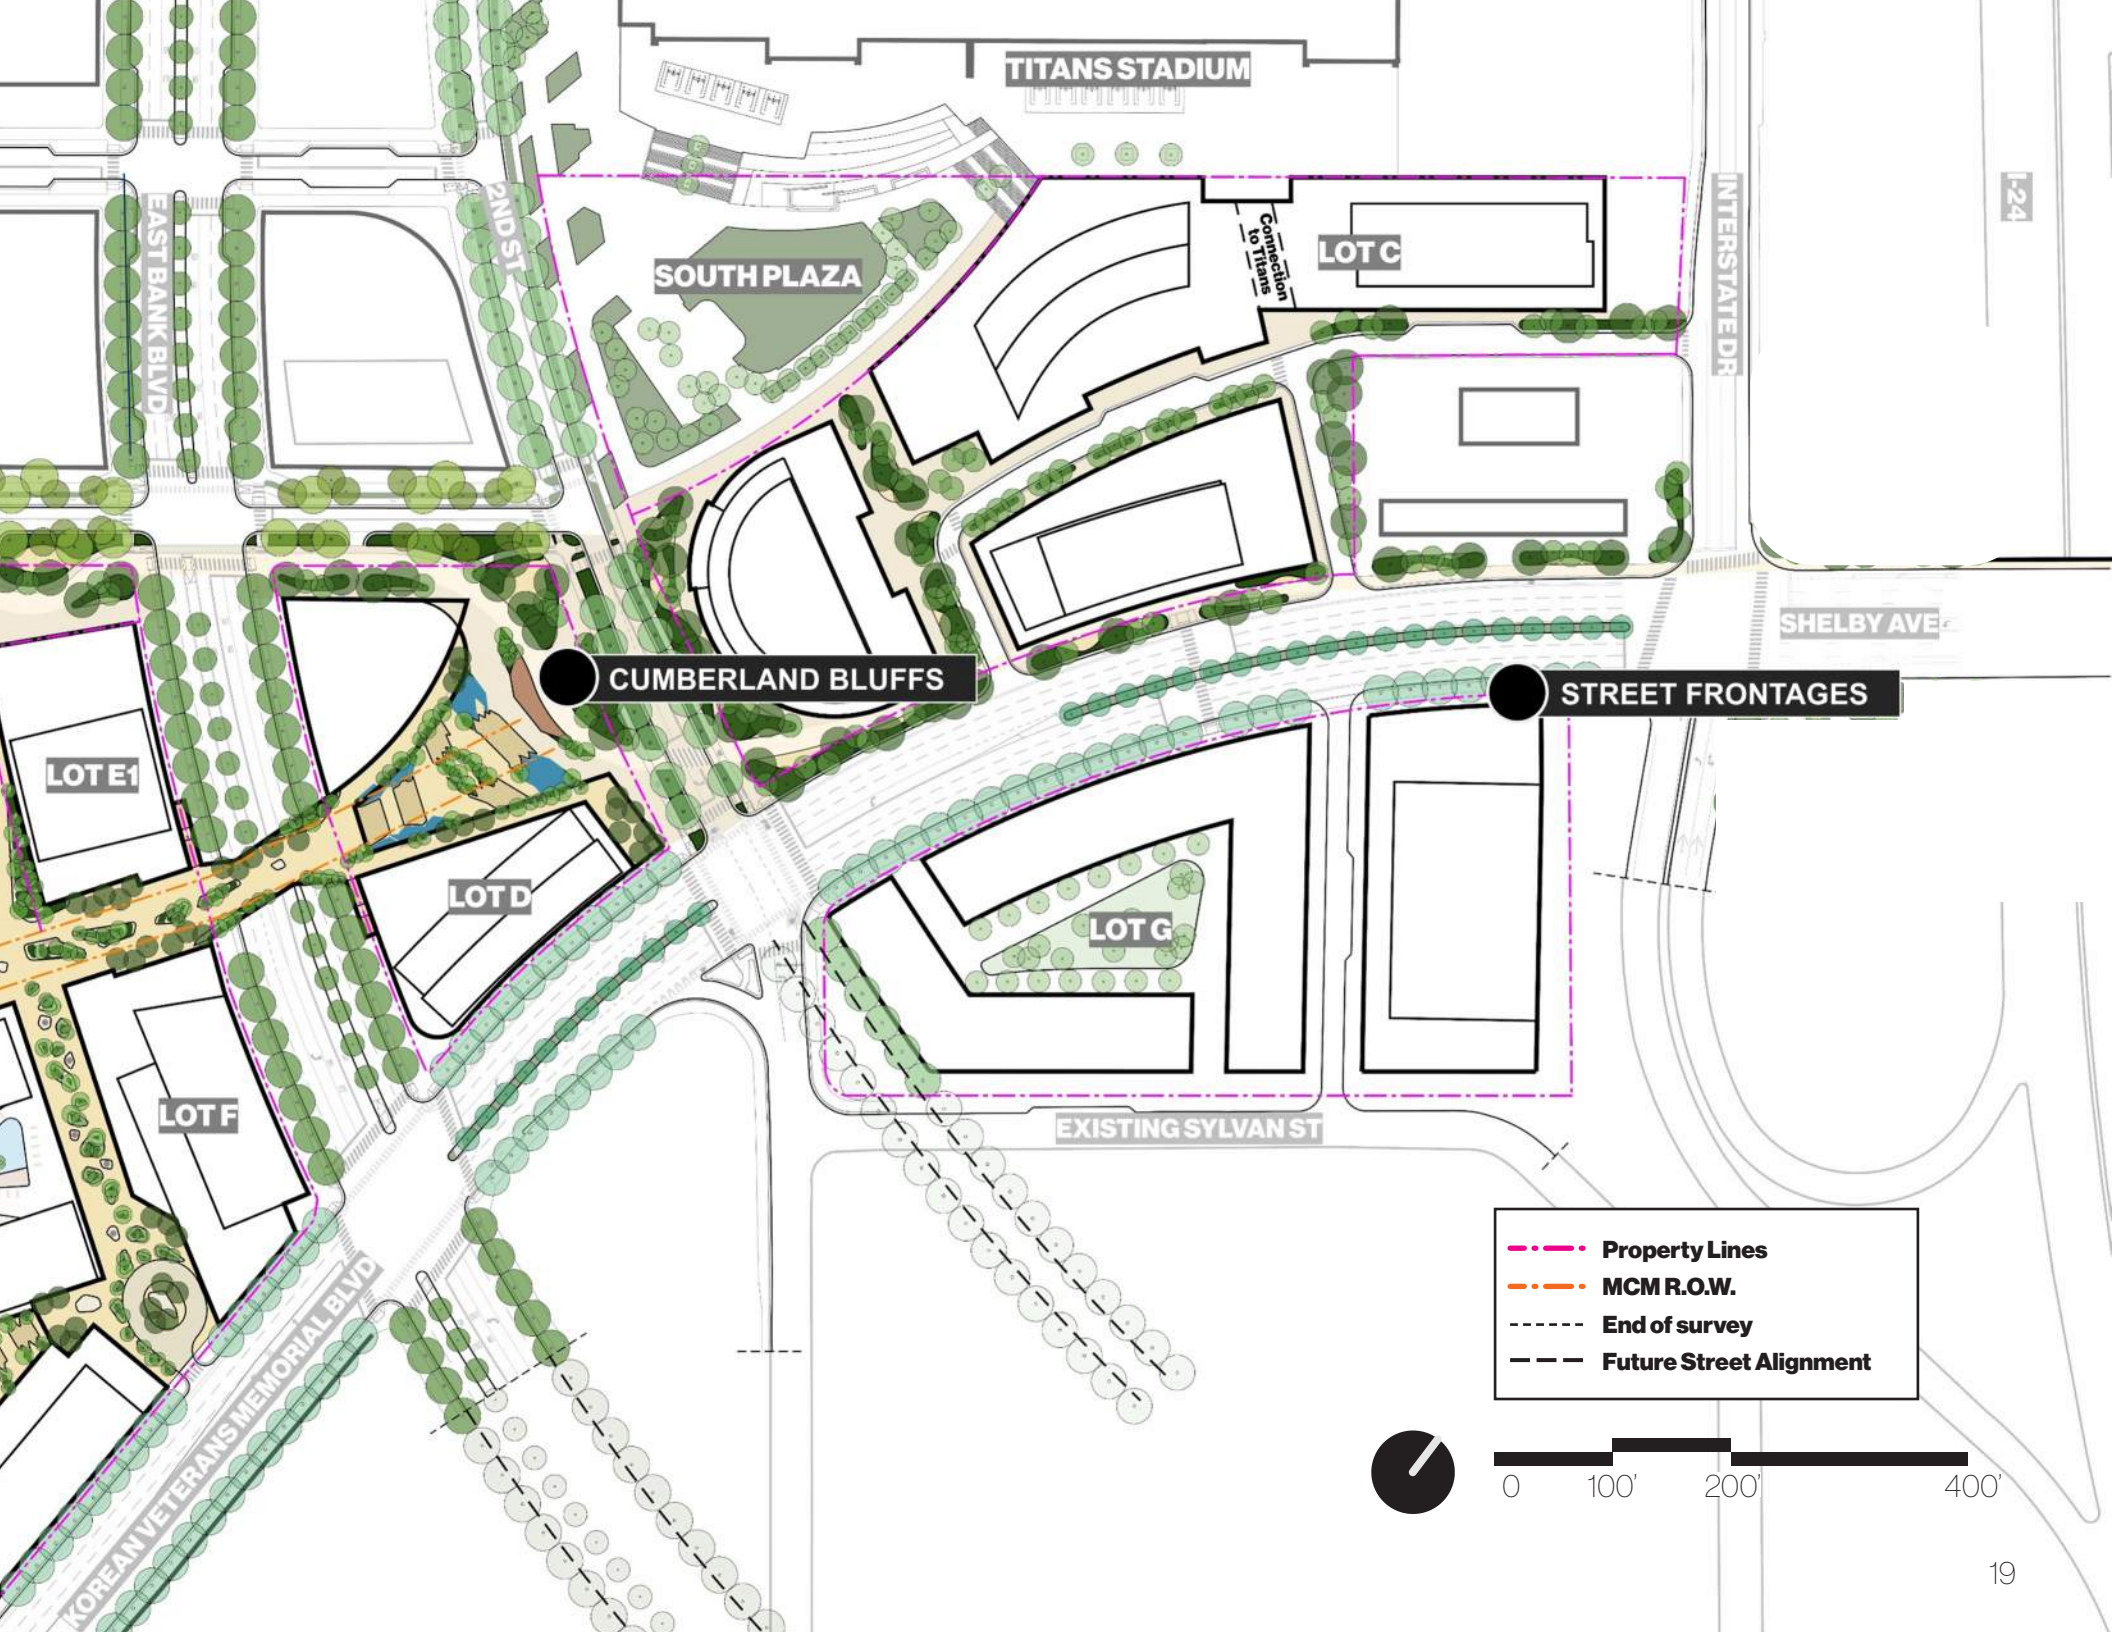 TITANS STADIUM
I-24
INTERSTATE DR
EAST BANK BLVD
2ND ST
SOUTH PLAZA
Connection
to Titans
LOT C
SHELBY AVE
CUMBERLAND BLUFFS
STREET FRONTAGES
LOT E1
LOT D
LOT G
LOT F
EXISTING SYLVAN ST
KOREAN VETERANS MEMORIAL BLVD
Property Lines
MCM R.O.W.
End of survey
Future Street Alignment
0 100' 200' 400'
19